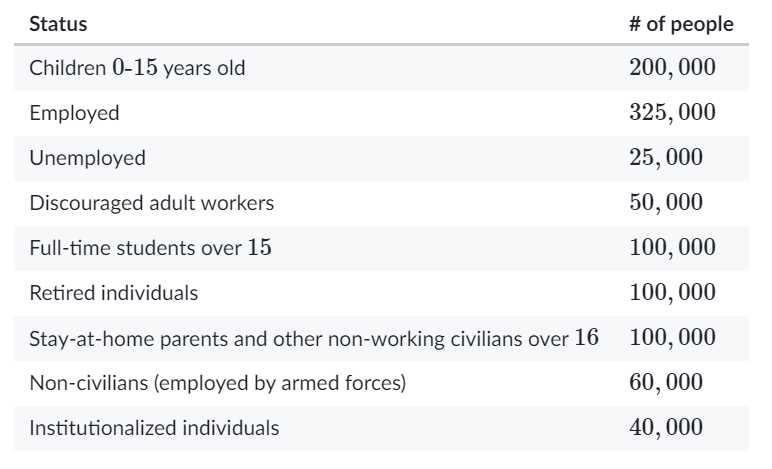 Status # of people
Children 0-15 years old 200, 000
Employed 325, 000
Unemployed 25, 000
Discouraged adult workers 50, 000
Full-time students over 15 100, 000
Retired individuals 100, 000
Stay-at-home parents and other non-working civilians over 16 100, 000
Non-civilians (employed by armed forces) 60, 000
Institutionalized individuals 40, 000